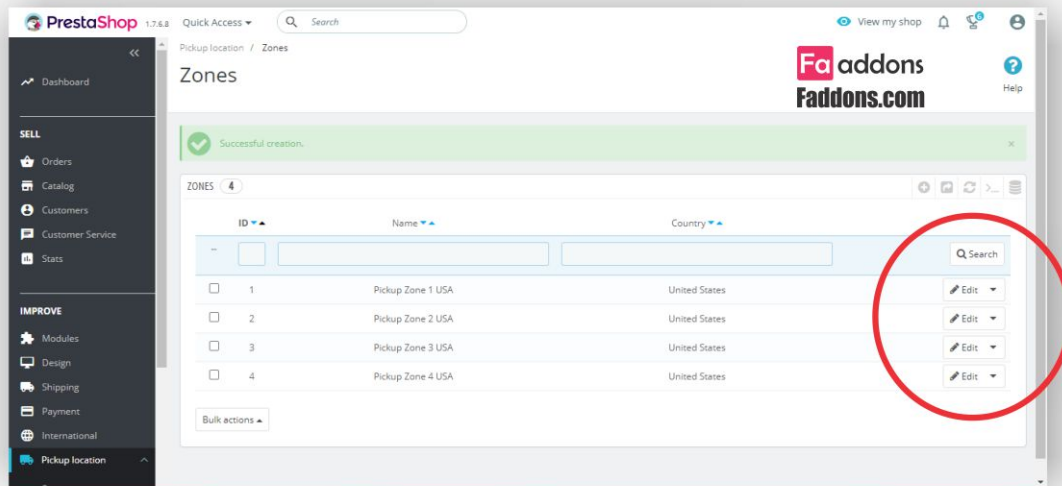 PrestaShop 1.7.6.8 Quick Access Search View my shop 6
Pickup location / Zones
Zones
Fa addons
Faddons.com
Help
Dashboard
SELL
Orders
Catalog
Customers
Customer Service
Stats
IMPROVE
Modules
Design
Shipping
Payment
International
Pickup location
Successful creation.
ZONES 4
ID Name Country
-- Search
1 Pickup Zone 1 USA United States Edit
2 Pickup Zone 2 USA United States Edit
3 Pickup Zone 3 USA United States Edit
4 Pickup Zone 4 USA United States Edit
Bulk actions